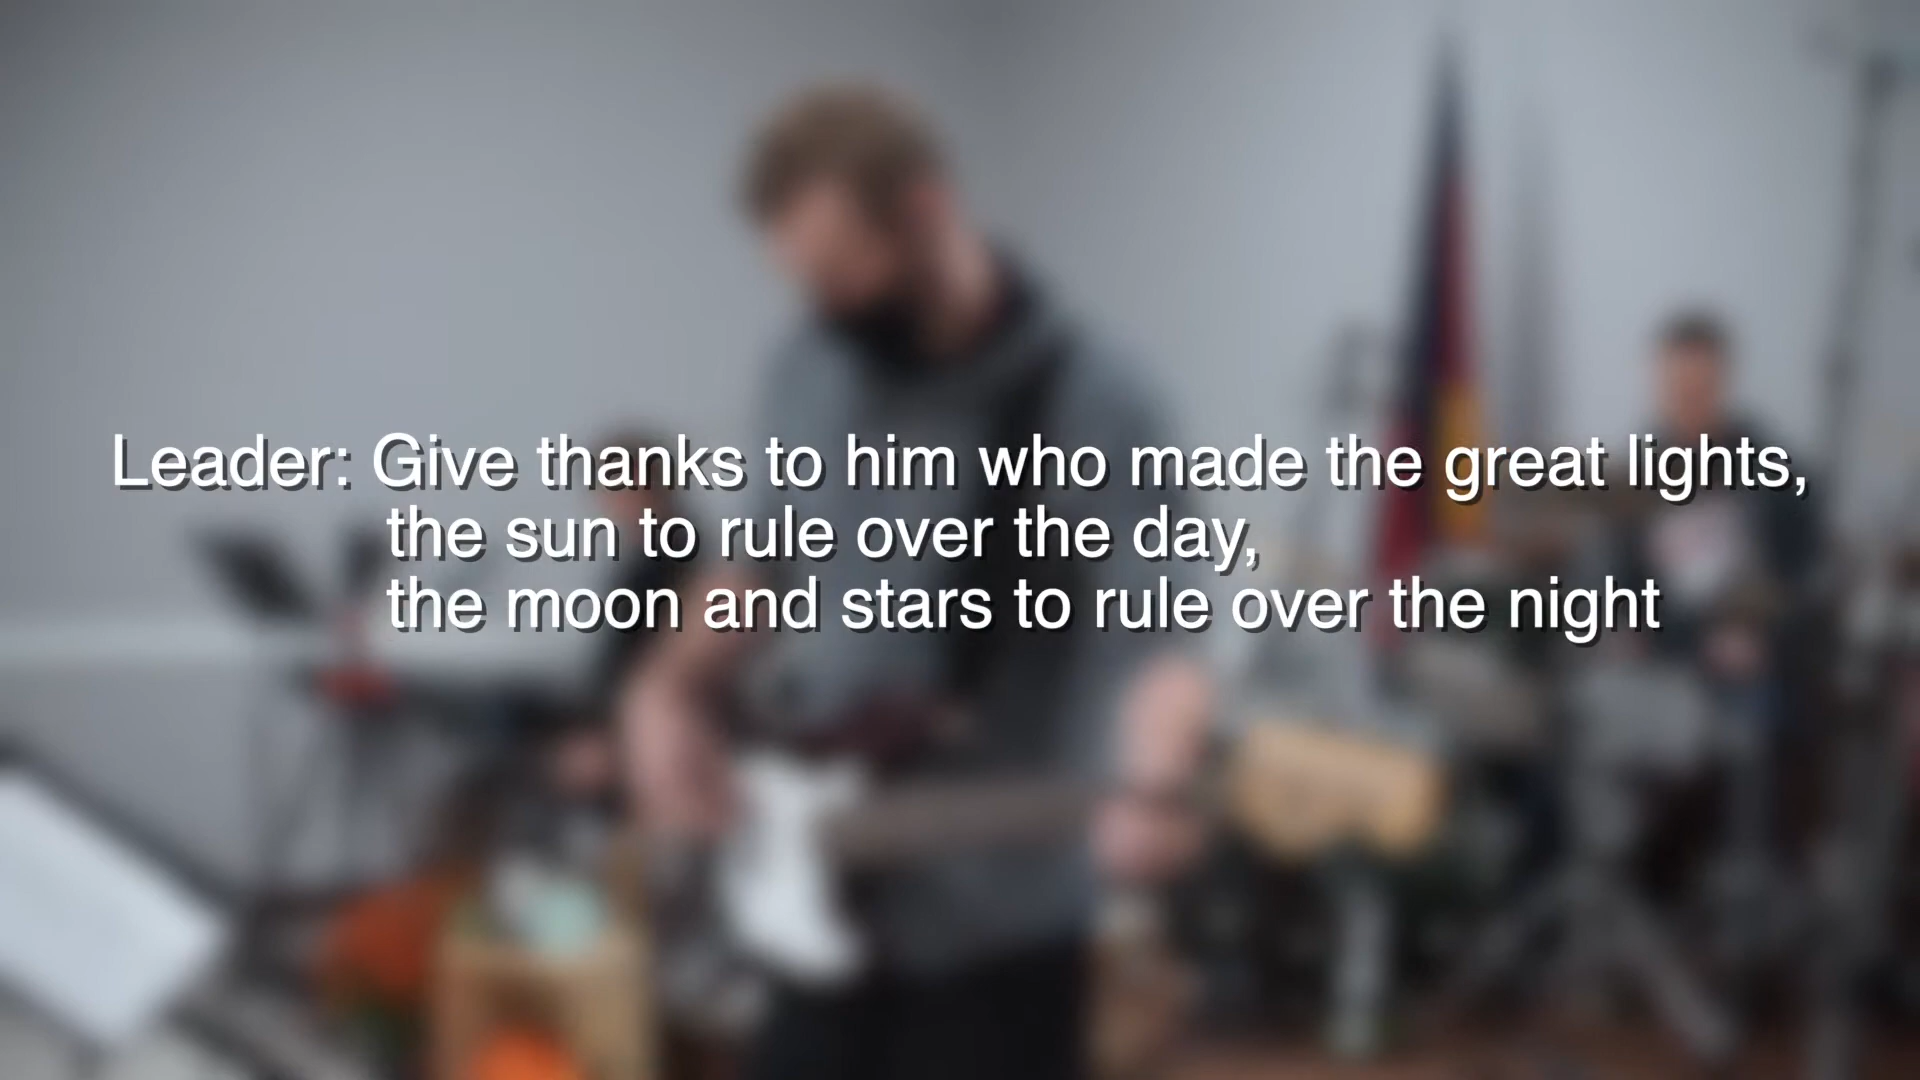 Leader: Give thanks to him who made the great lights,
the sun to rule over the day,
the moon and stars to rule over the night